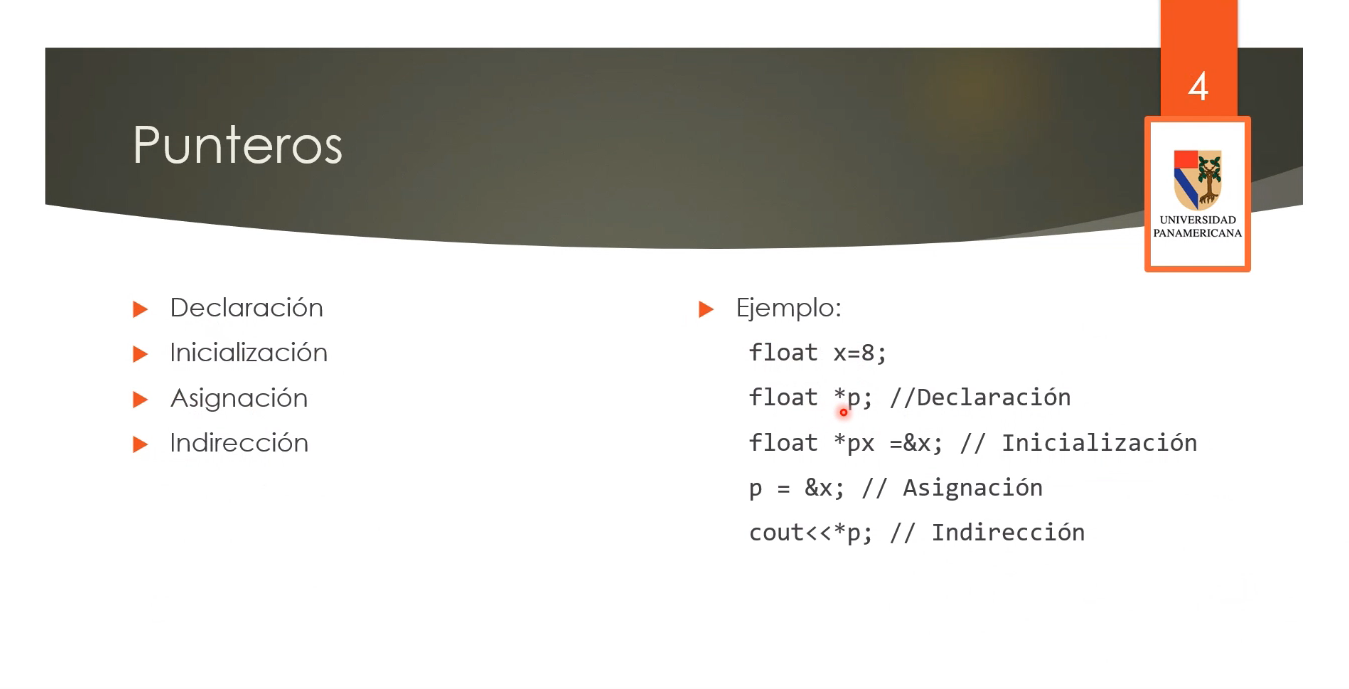 4
Punteros
UNIVERSIDAD
PANAMERICANA
Declaración
Inicialización
Asignación
Indirección
Ejemplo:
float x=8;
float *p; //Declaración
float *px =&x; // Inicialización
p = &x; // Asignación
cout<<*p; // Indirección